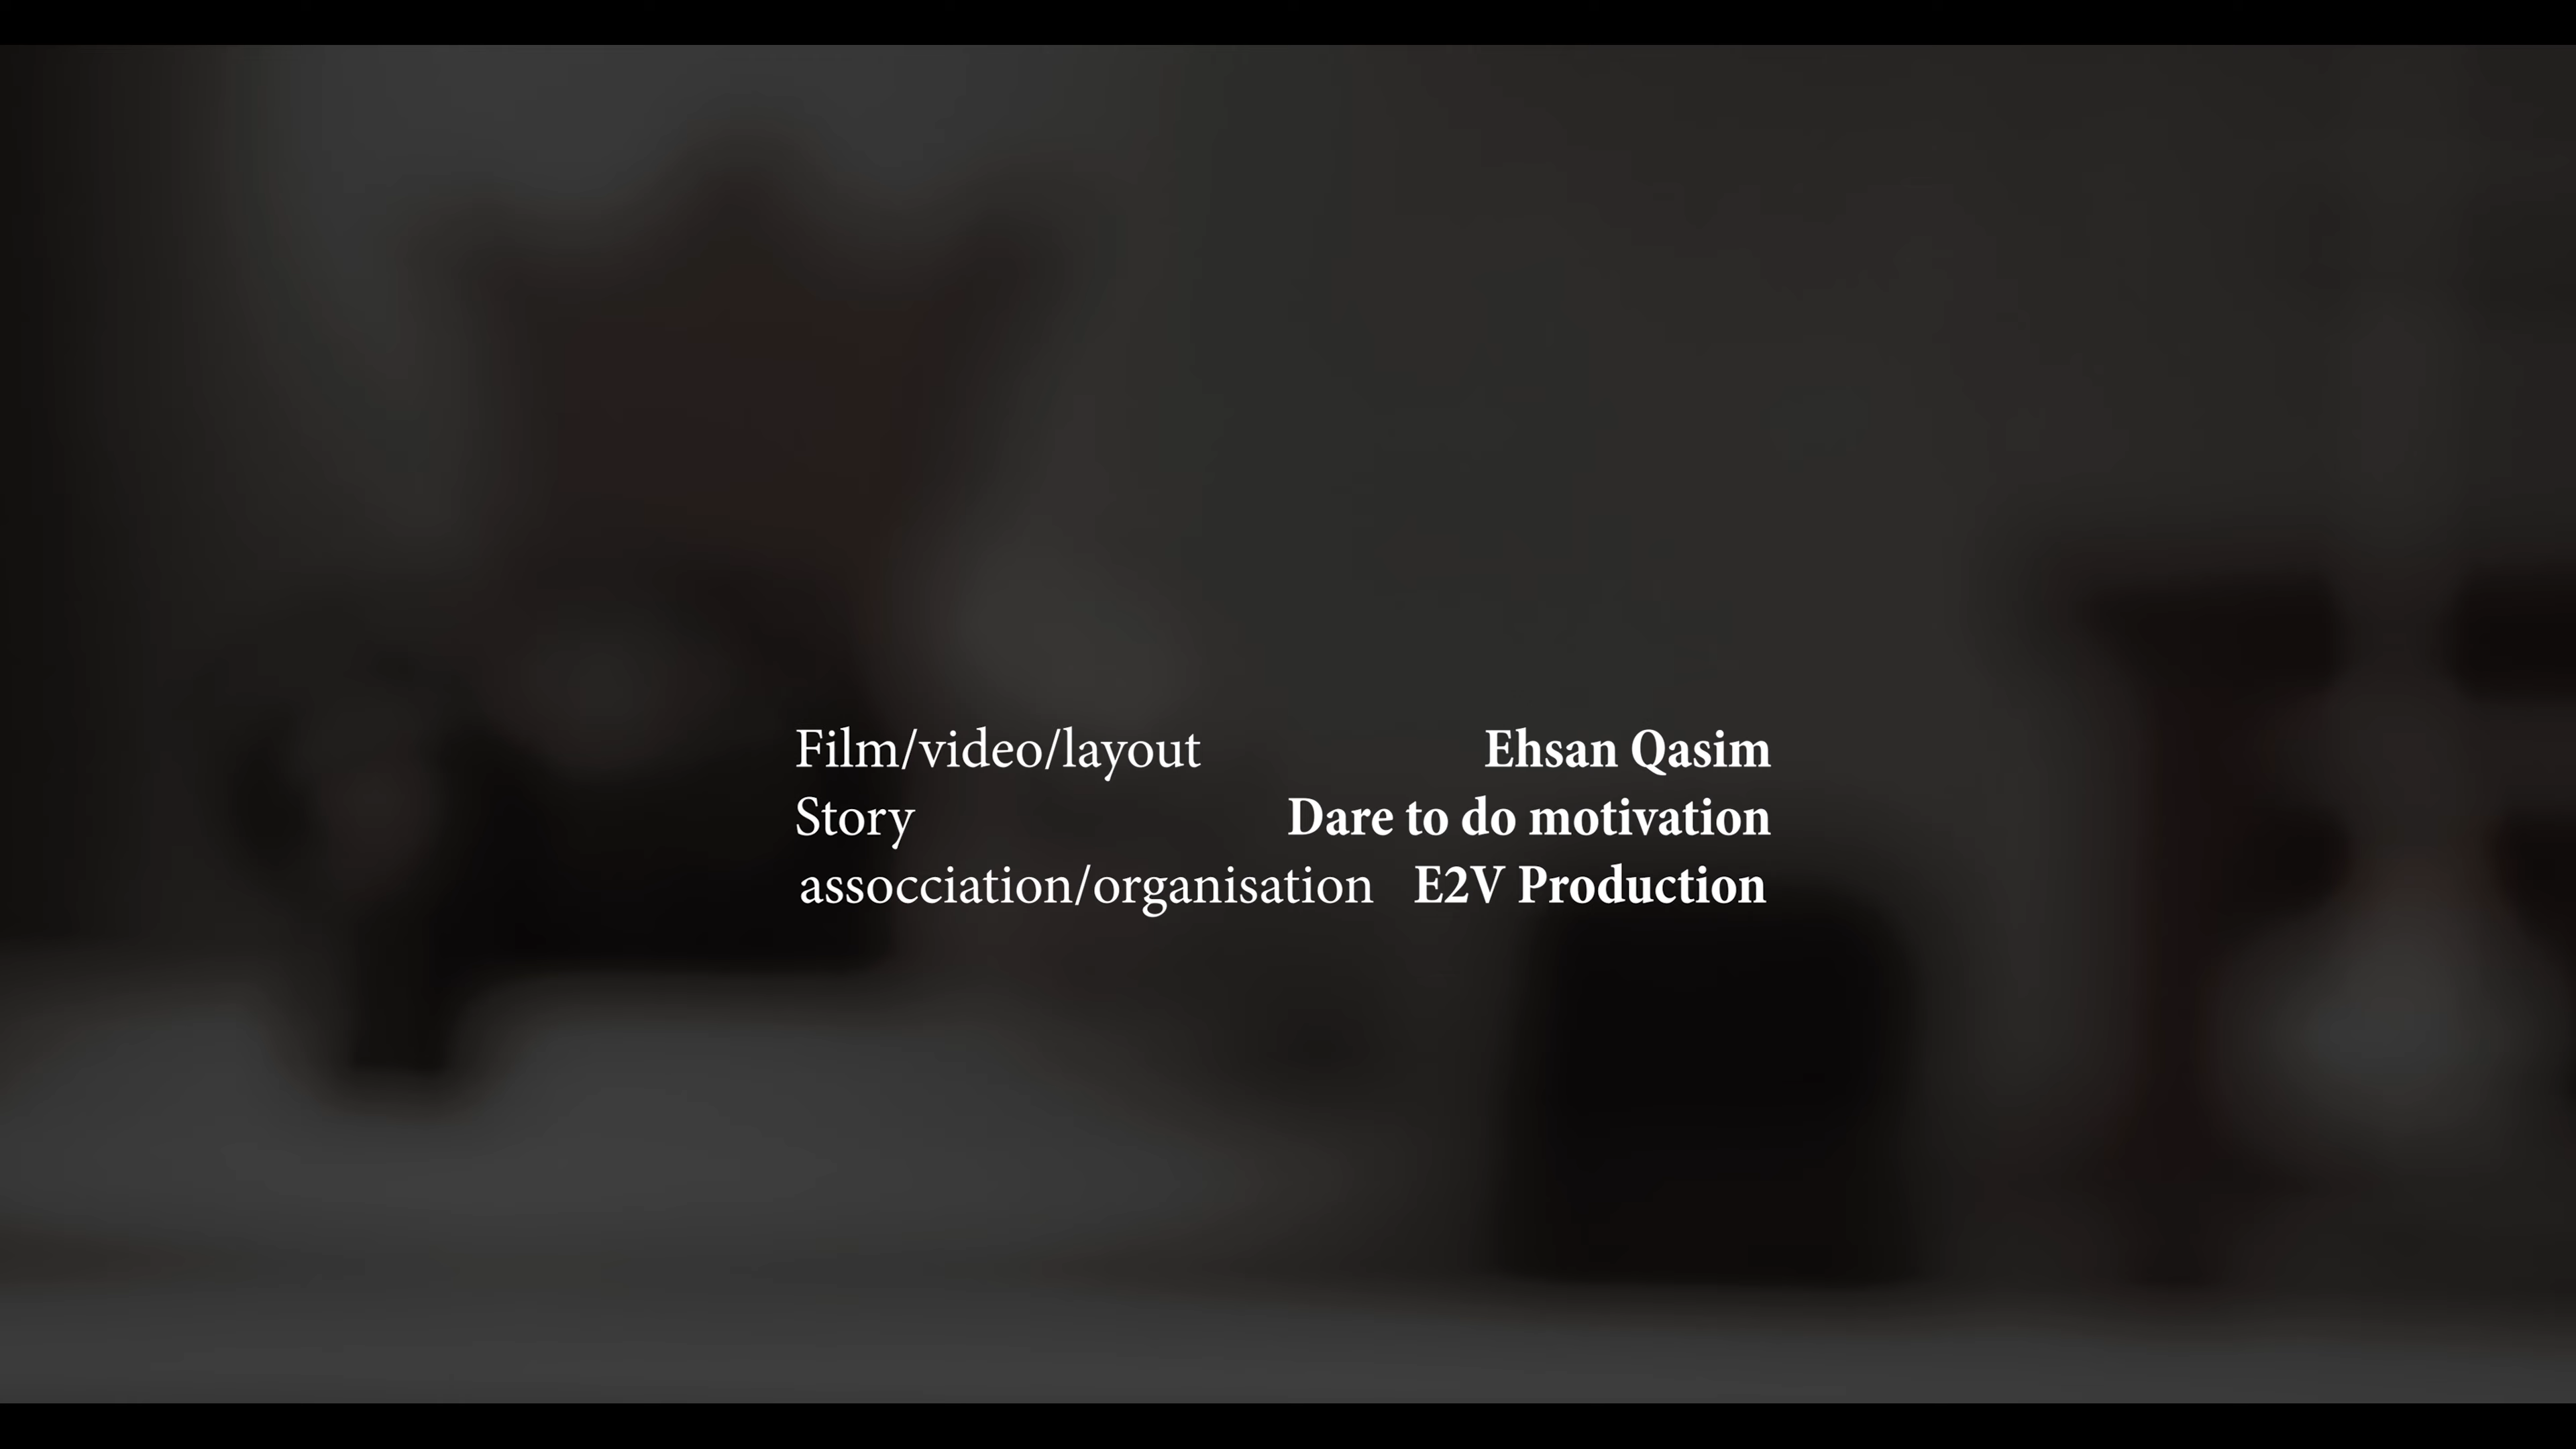 Film/video/layout Ehsan Qasim
Story Dare to do motivation
assocciation/organisation E2V Production